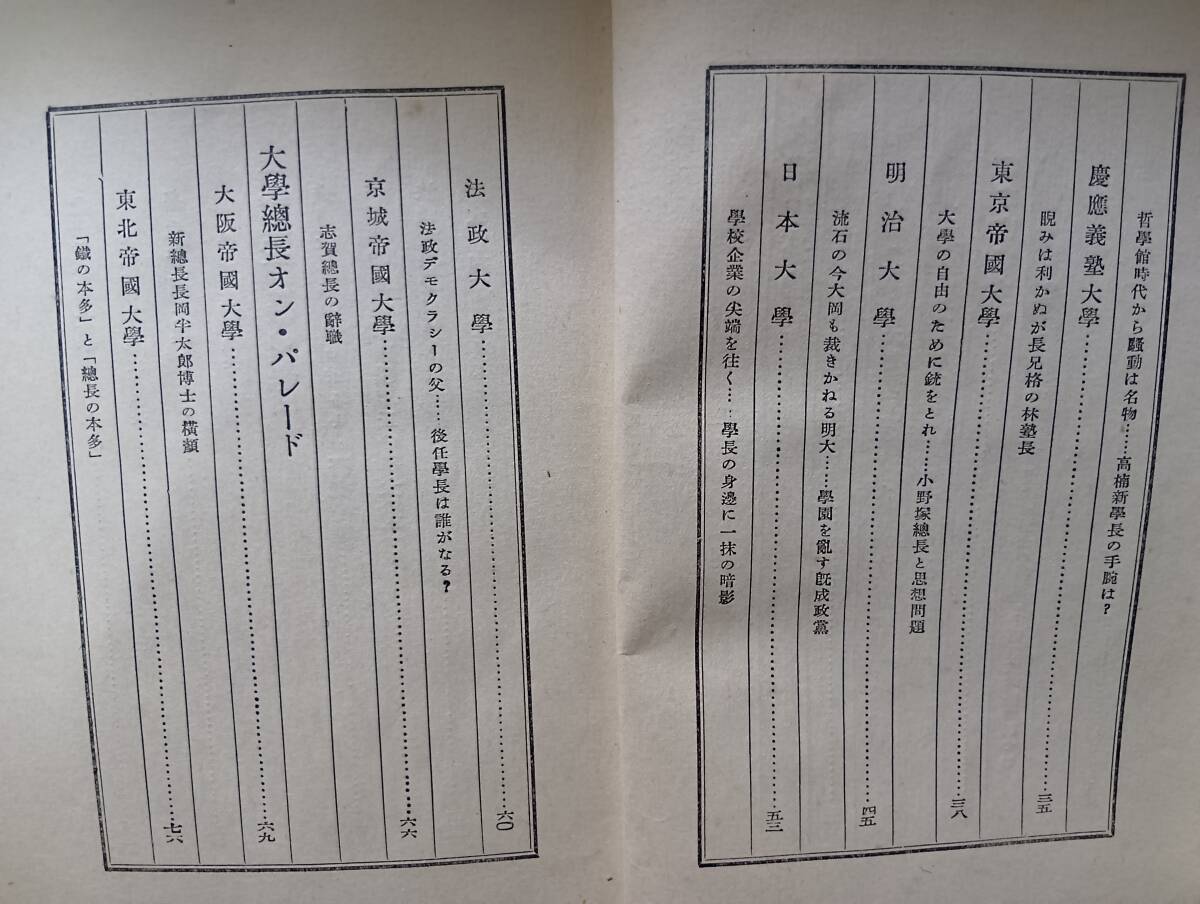 哲學館時代から騷動は名物……高楠新學長の手腕は?
慶應義塾大學……三五
睨みは利かぬが長兄格の林塾長
東京帝國大學……三八
大學の自由のために銃をとれ……小野塚總長と思想問題
明治大學……四五
流石の今大岡も裁きかねる明大……學園を亂す既成政黨
日本大學……五三
學校企業の尖端を往く……學長の身邊に一抹の暗影
法政大學……六〇
法政デモクラシーの父……後任學長は誰がなる?
京城帝國大學……六六
志賀總長の辭職
大學總長オン・パレード
大阪帝國大學……六九
新總長長岡半太郎博士の橫顏
東北帝國大學……七六
「鐵の本多」と「總長の本多」